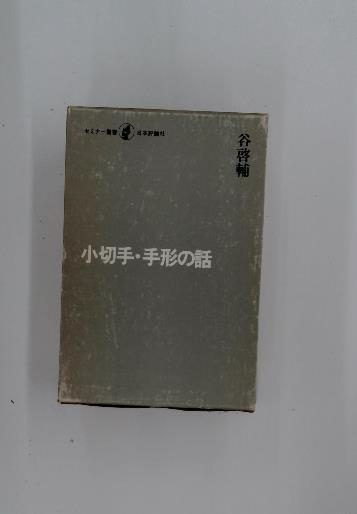 セミナー叢書 日本評論社
谷啓輔
小切手・手形の話